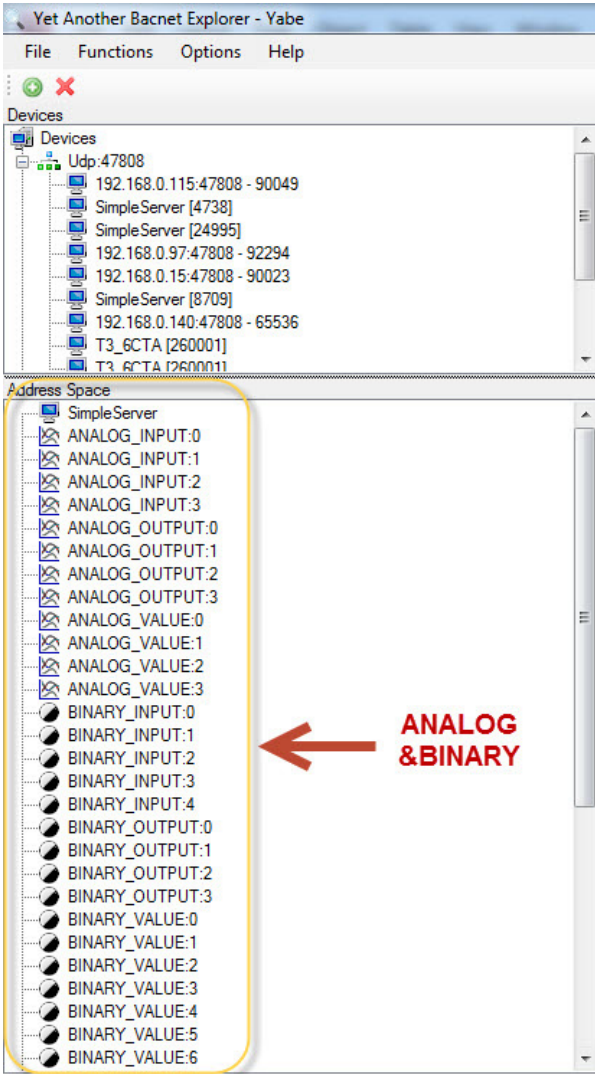 Yet Another Bacnet Explorer - Yabe
File Functions Options Help
Devices
Devices
Udp:47808
192.168.0.115:47808 - 90049
SimpleServer [4738]
SimpleServer [24995]
192.168.0.97:47808 - 92294
192.168.0.15:47808 - 90023
SimpleServer [8709]
192.168.0.140:47808 - 65536
T3_6CTA [260001]
T3_6CTA [260001]
Address Space
SimpleServer
ANALOG_INPUT:0
ANALOG_INPUT:1
ANALOG_INPUT:2
ANALOG_INPUT:3
ANALOG_OUTPUT:0
ANALOG_OUTPUT:1
ANALOG_OUTPUT:2
ANALOG_OUTPUT:3
ANALOG_VALUE:0
ANALOG_VALUE:1
ANALOG_VALUE:2
ANALOG_VALUE:3
BINARY_INPUT:0
BINARY_INPUT:1
BINARY_INPUT:2
BINARY_INPUT:3
BINARY_INPUT:4
BINARY_OUTPUT:0
BINARY_OUTPUT:1
BINARY_OUTPUT:2
BINARY_OUTPUT:3
BINARY_VALUE:0
BINARY_VALUE:1
BINARY_VALUE:2
BINARY_VALUE:3
BINARY_VALUE:4
BINARY_VALUE:5
BINARY_VALUE:6
ANALOG
&BINARY